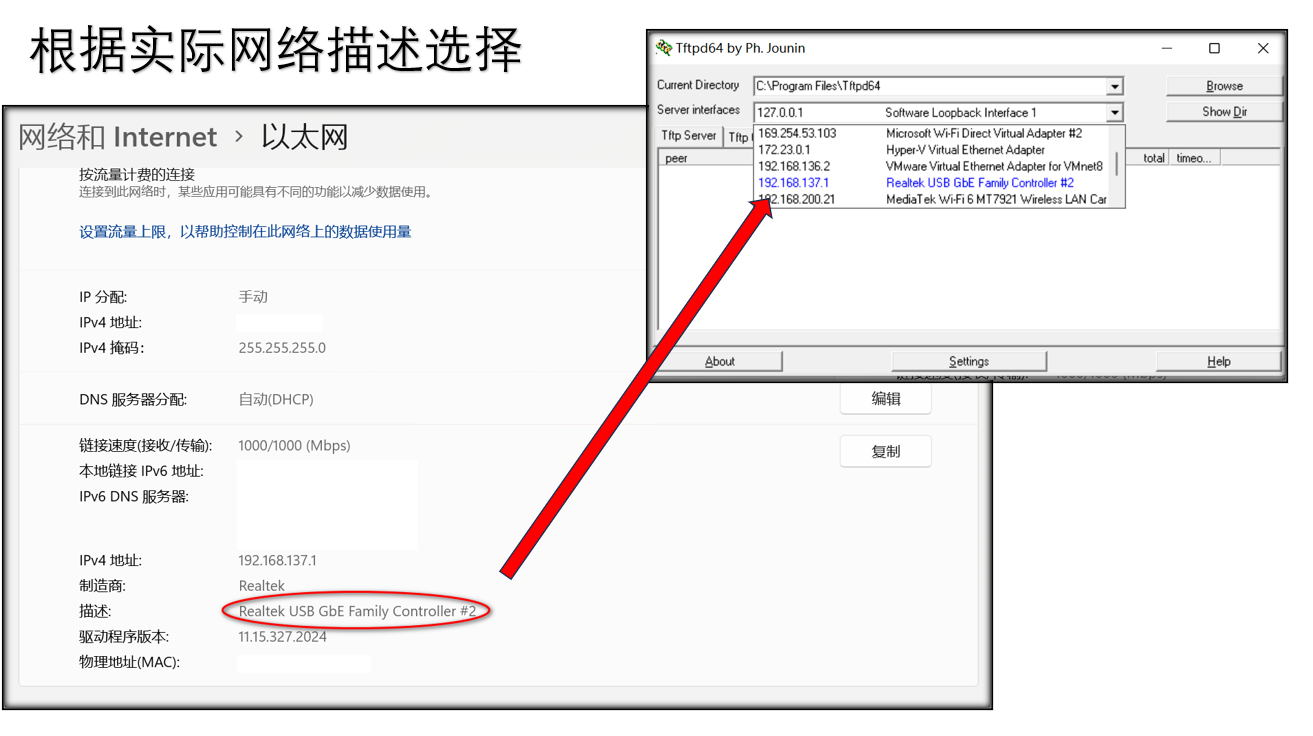 根据实际网络描述选择
网络和 Internet › 以太网
按流量计费的连接
连接到此网络时，某些应用可能具有不同的功能以减少数据使用。
设置流量上限，以帮助控制在此网络上的数据使用量
IP 分配: 手动
IPv4 地址:
IPv4 掩码: 255.255.255.0
DNS 服务器分配: 自动(DHCP)
编辑
链接速度(接收/传输): 1000/1000 (Mbps)
复制
本地链接 IPv6 地址:
IPv6 DNS 服务器:
IPv4 地址: 192.168.137.1
制造商: Realtek
描述: Realtek USB GbE Family Controller #2
驱动程序版本: 11.15.327.2024
物理地址(MAC):
Tftpd64 by Ph. Jounin
Current Directory C:\Program Files\Tftpd64 Browse
Server interfaces 127.0.0.1 Software Loopback Interface 1 Show Dir
Tftp Server Tftp
169.254.53.103 Microsoft Wi-Fi Direct Virtual Adapter #2
172.23.0.1 Hyper-V Virtual Ethernet Adapter
peer total timeo...
192.168.136.2 VMware Virtual Ethernet Adapter for VMnet8
192.168.137.1 Realtek USB GbE Family Controller #2
192.168.200.21 MediaTek Wi-Fi 6 MT7921 Wireless LAN Car
About Settings Help